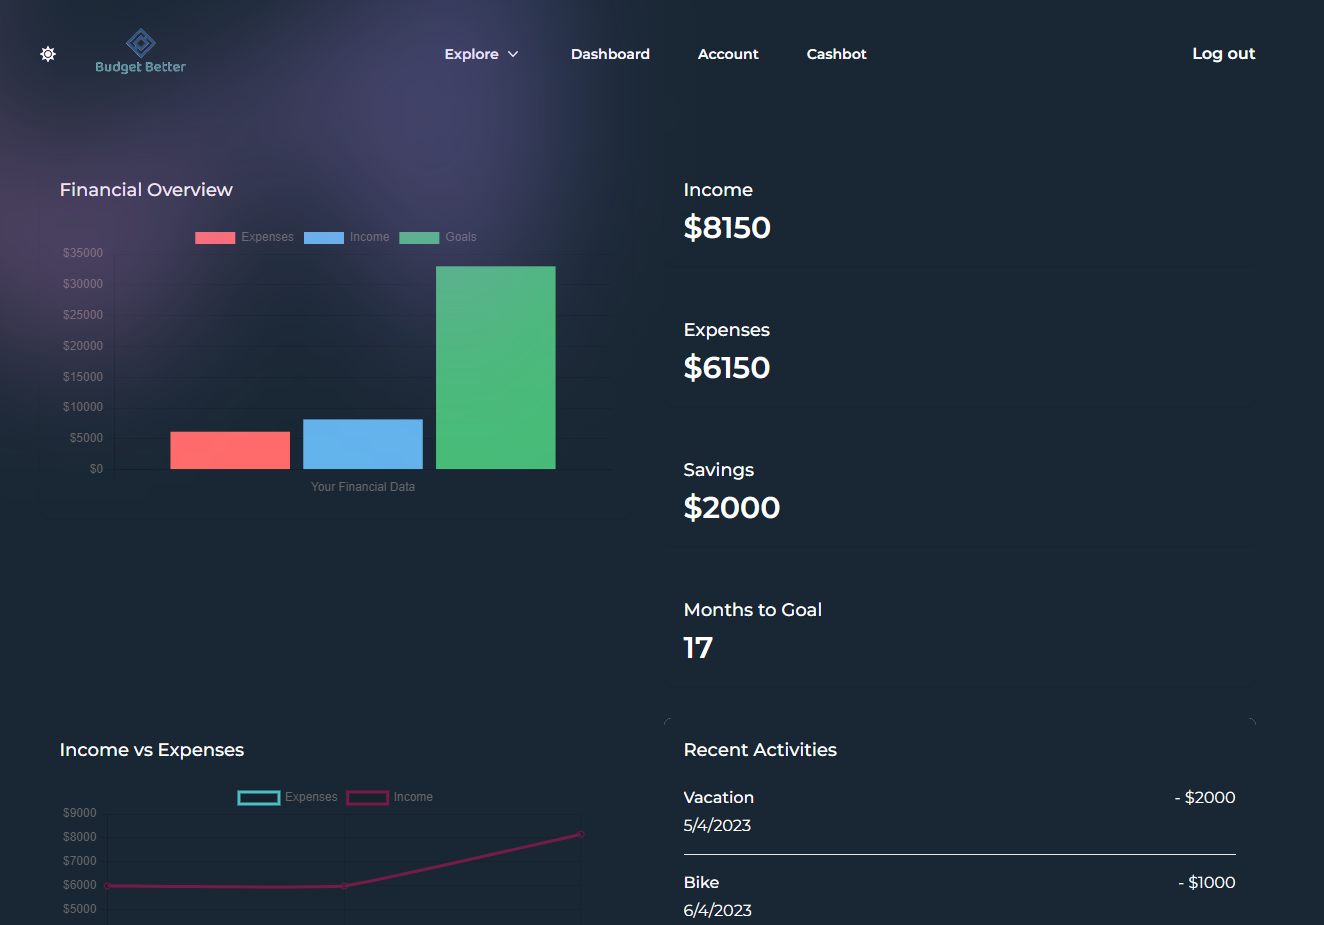 Budget Better
Explore
Dashboard
Account
Cashbot
Log out
Financial Overview
Expenses
Income
Goals
$35000
$30000
$25000
$20000
$15000
$10000
$5000
$0
Your Financial Data
Income
$8150
Expenses
$6150
Savings
$2000
Months to Goal
17
Income vs Expenses
Expenses
Income
$9000
$8000
$7000
$6000
$5000
Recent Activities
Vacation - $2000
5/4/2023
Bike - $1000
6/4/2023